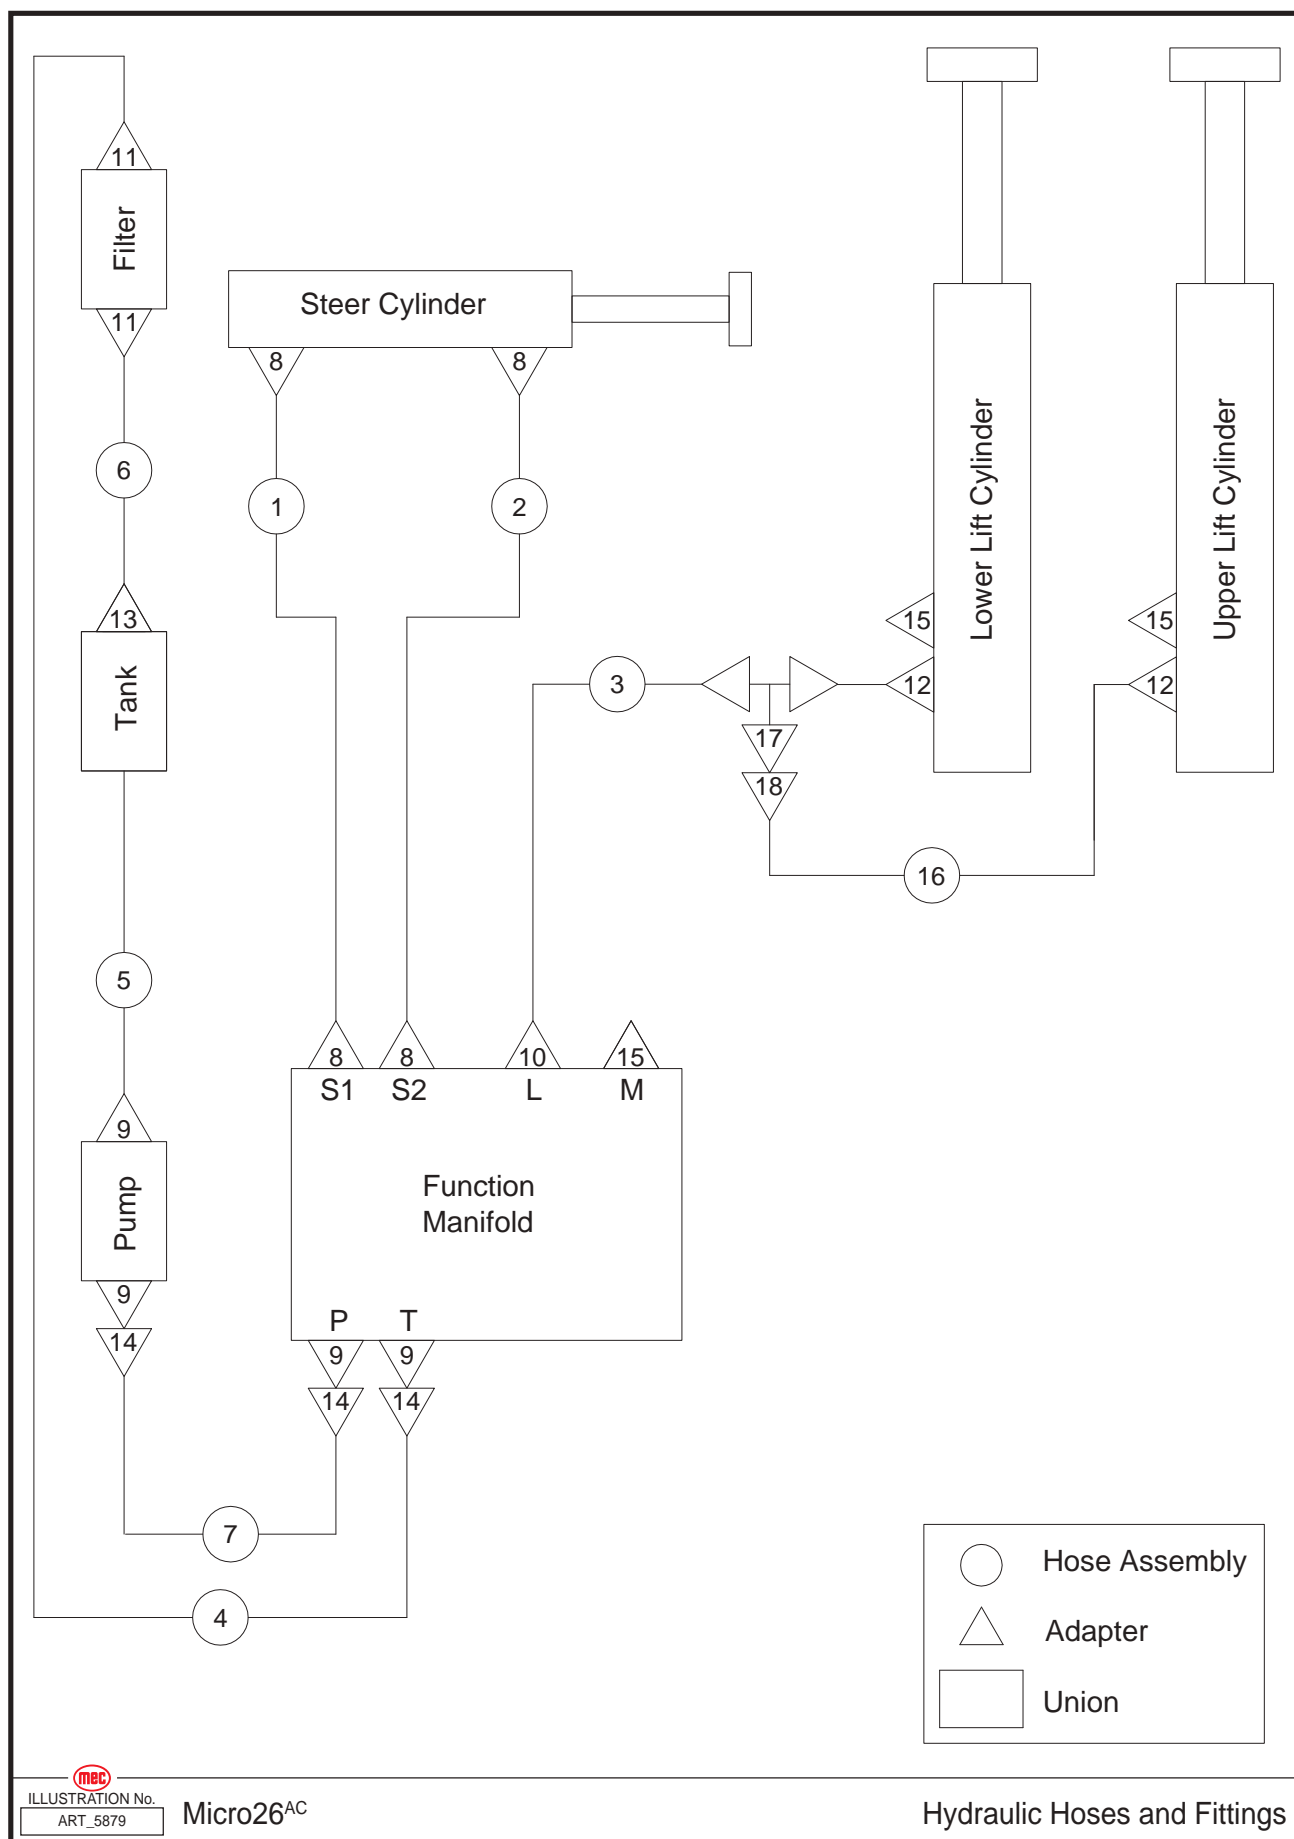 11
Filter
11
6
13
Tank
5
9
Pump
9
14
Steer Cylinder
8
8
1
2
Lower Lift Cylinder
15
12
Upper Lift Cylinder
15
12
3
17
18
16
8
8
10
15
S1
S2
L
M
Function
Manifold
P
T
9
9
14
14
7
4
Hose Assembly
Adapter
Union
mec
ILLUSTRATION No.
ART_5879
Micro26AC
Hydraulic Hoses and Fittings